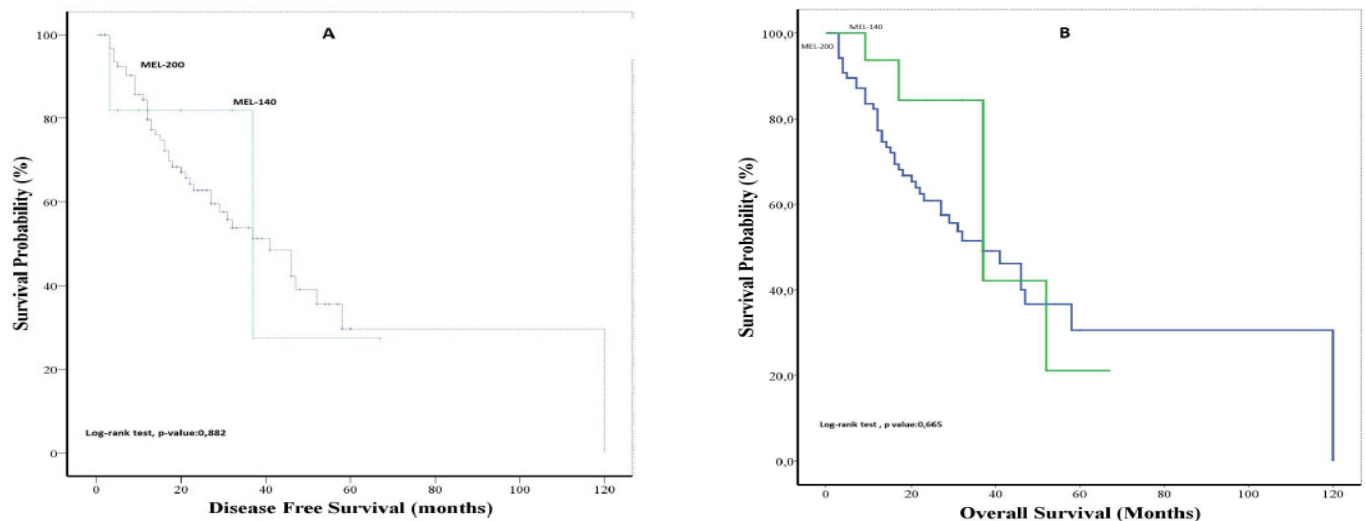 A
Survival Probability (%)
100
80
60
40
20
0
MEL-200
MEL-140
Log-rank test, p-value:0,882
0 20 40 60 80 100 120
Disease Free Survival (months)
B
Survival Probability (%)
100,0
80,0
60,0
40,0
20,0
0,0
MEL-140
MEL-200
Log-rank test , p value:0,665
0 20 40 60 80 100 120
Overall Survival (Months)